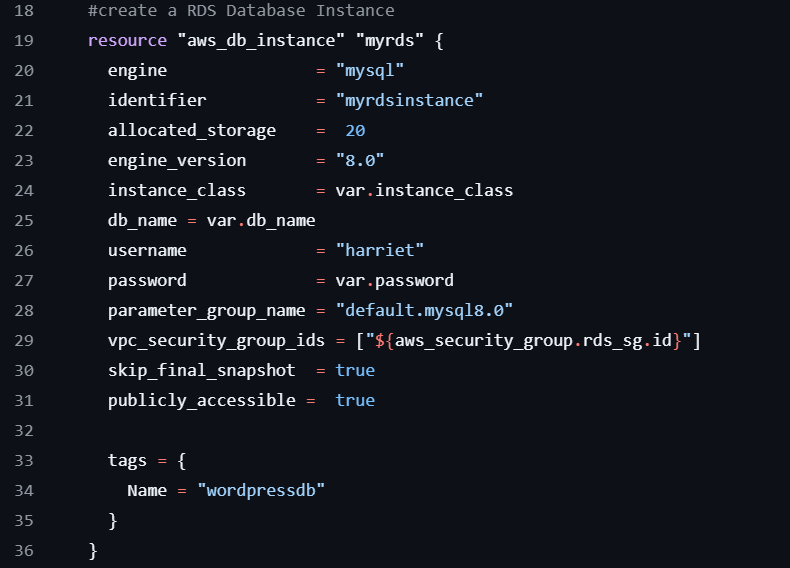 18 #create a RDS Database Instance
19 resource "aws_db_instance" "myrds" {
20   engine               = "mysql"
21   identifier           = "myrdsinstance"
22   allocated_storage    =  20
23   engine_version       = "8.0"
24   instance_class       = var.instance_class
25   db_name = var.db_name
26   username             = "harriet"
27   password             = var.password
28   parameter_group_name = "default.mysql8.0"
29   vpc_security_group_ids = ["${aws_security_group.rds_sg.id}"]
30   skip_final_snapshot  = true
31   publicly_accessible =  true
32
33   tags = {
34     Name = "wordpressdb"
35   }
36 }